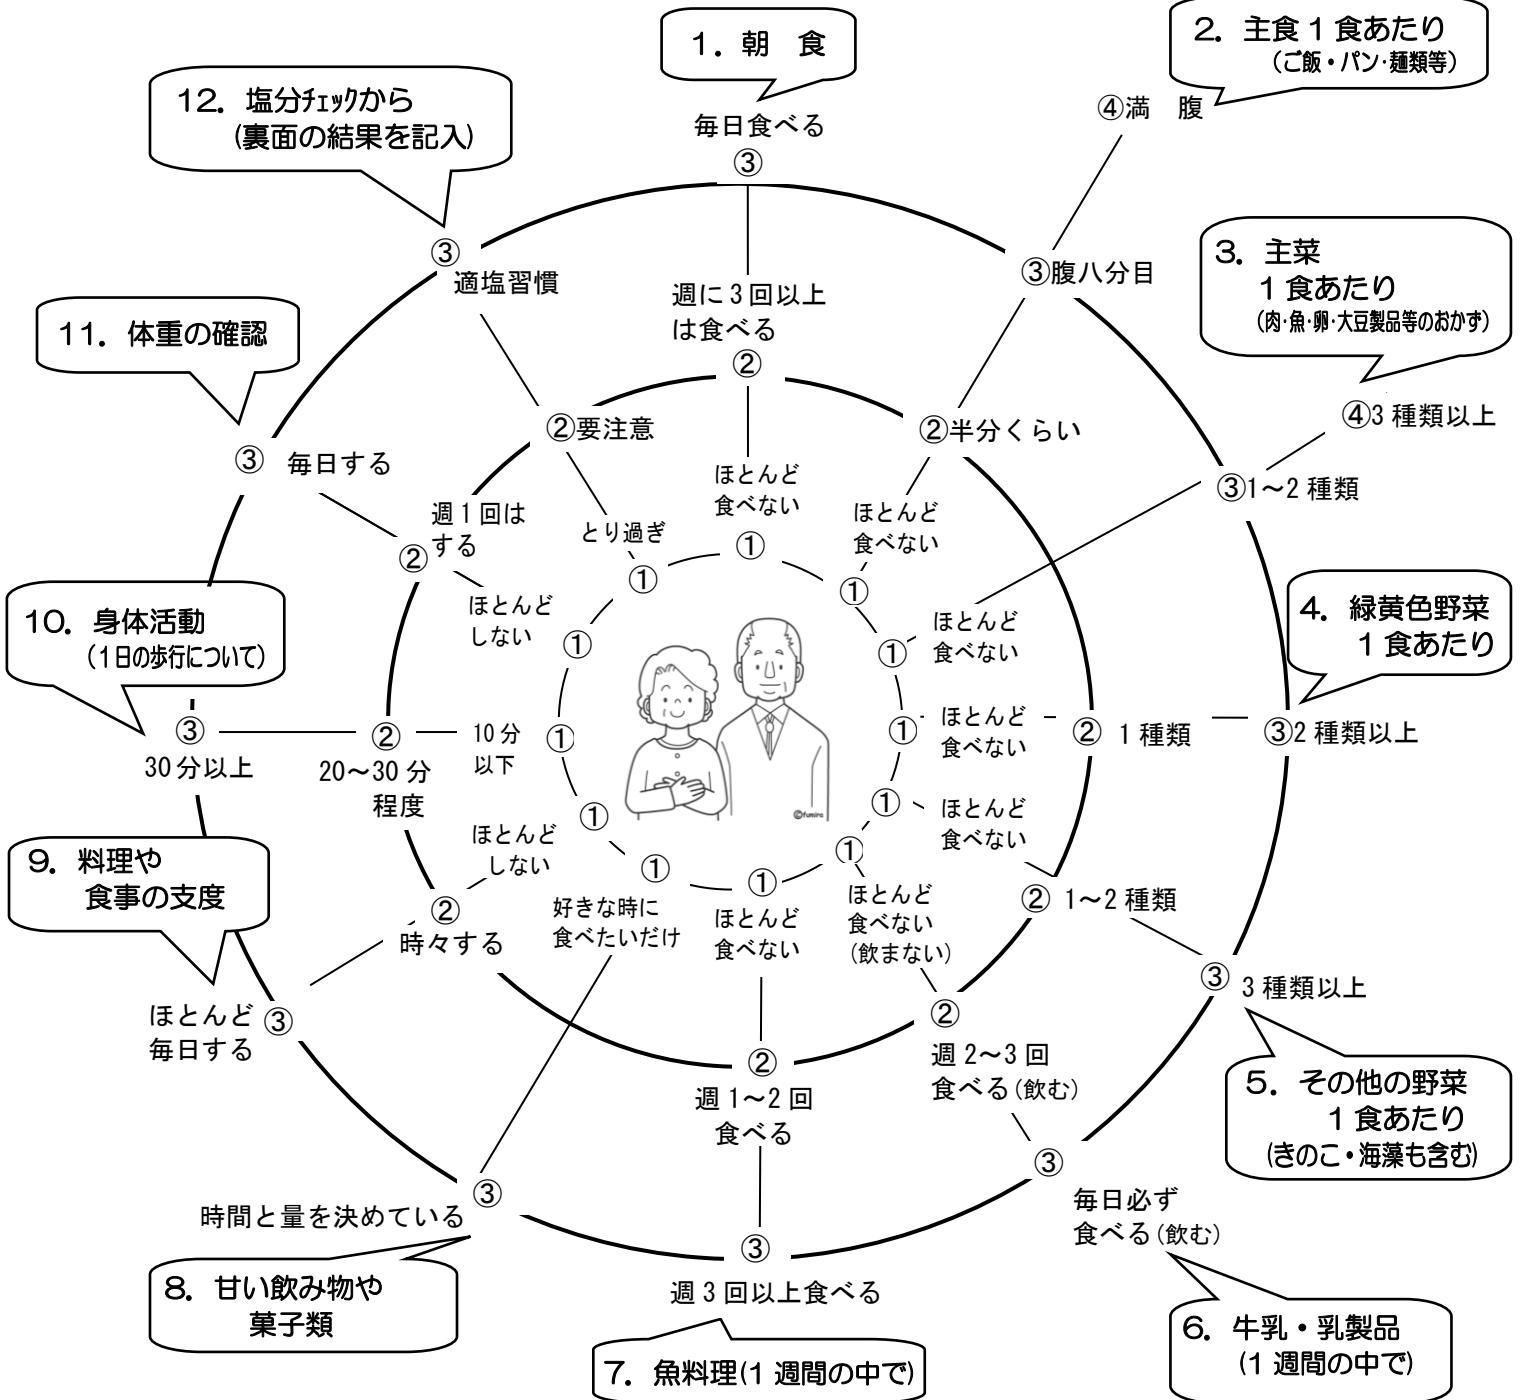 1. 朝　食
毎日食べる
③
週に3回以上
は食べる
②
ほとんど
食べない
①
2. 主食1食あたり
（ご飯・パン・麺類等）
④満　腹
③腹八分目
②半分くらい
ほとんど
食べない
①
3. 主菜
1食あたり
（肉・魚・卵・大豆製品等のおかず）
④3種類以上
③1～2種類
ほとんど
食べない
①
4. 緑黄色野菜
1食あたり
③2種類以上
② 1種類
ほとんど
食べない
①
5. その他の野菜
1食あたり
（きのこ・海藻も含む）
③ 3種類以上
② 1～2種類
ほとんど
食べない
①
6. 牛乳・乳製品
（1週間の中で）
毎日必ず
食べる（飲む）
③
週2～3回
食べる（飲む）
②
ほとんど
食べない
（飲まない）
①
7. 魚料理（1週間の中で）
週3回以上食べる
③
週1～2回
食べる
②
ほとんど
食べない
①
8. 甘い飲み物や
菓子類
時間と量を決めている
③
好きな時に
食べたいだけ
①
9. 料理や
食事の支度
ほとんど
毎日する
③
時々する
②
ほとんど
しない
①
10. 身体活動
（1日の歩行について）
③
30分以上
②
20～30分
程度
10分
以下
①
11. 体重の確認
③ 毎日する
週1回は
する
②
ほとんど
しない
①
12. 塩分ﾁｪｯｸから
（裏面の結果を記入）
③
適塩習慣
②要注意
とり過ぎ
①
©fumira